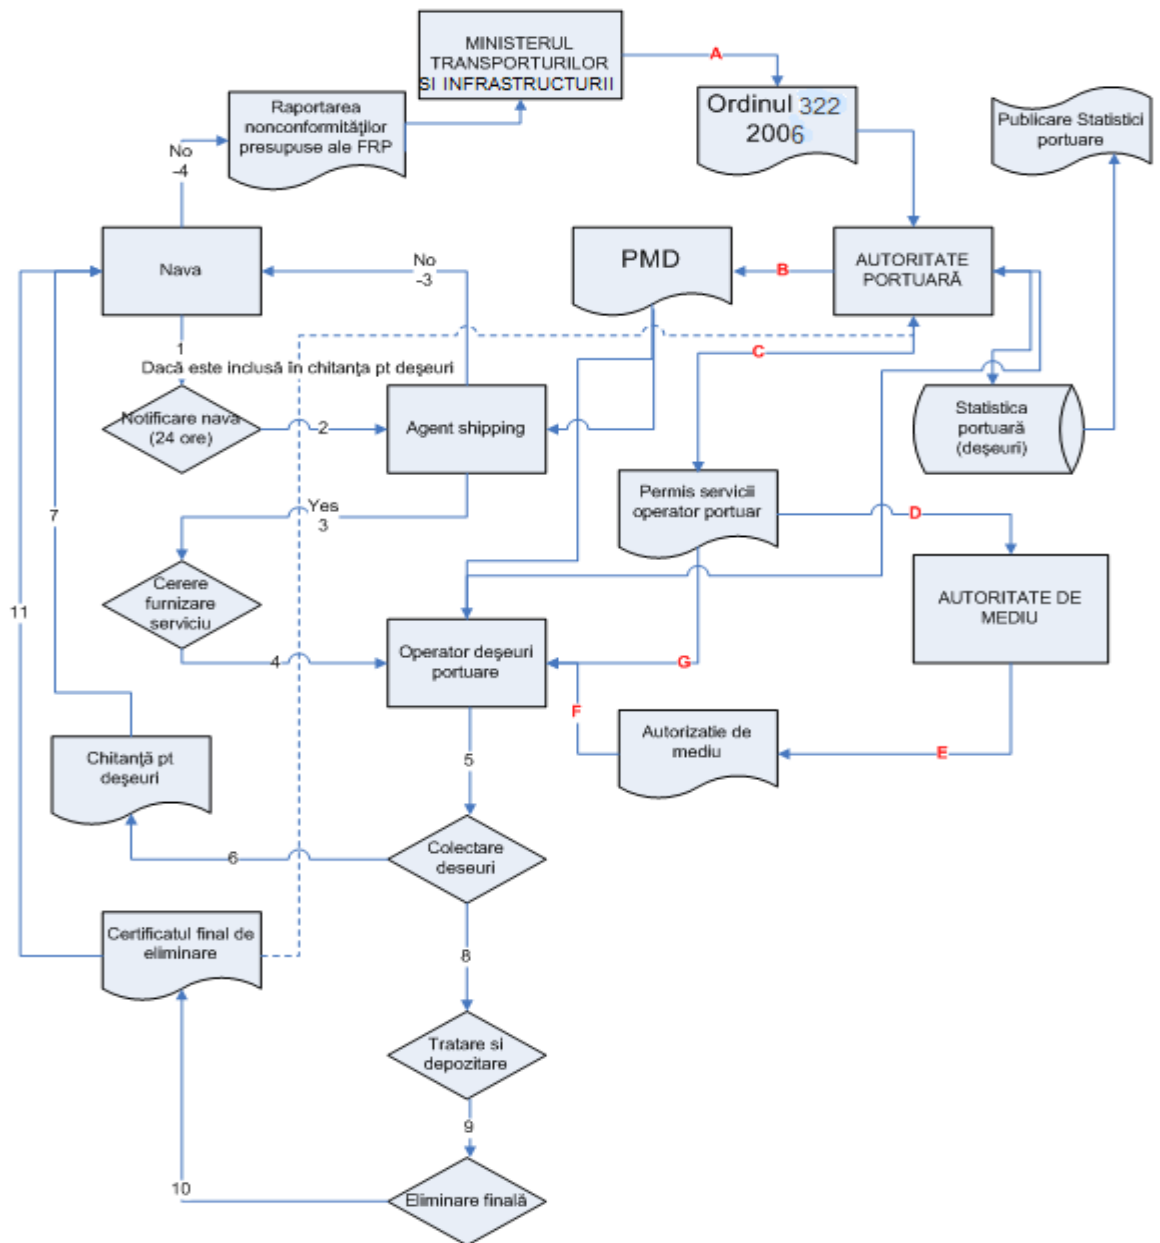 MINISTERUL
TRANSPORTURILOR
SI INFRASTRUCTURII
A
Raportarea
nonconformităţilor
presupuse ale FRP
Ordinul 322
2006
Publicare Statistici
portuare
No
-4
Nava
No
-3
PMD
B
AUTORITATE
PORTUARĂ
1
C
Dacă este inclusă în chitanţa pt deşeuri
Notificare nava
(24 ore)
2
Agent shipping
Statistica
portuară
(deşeuri)
7
Yes
3
Permis servicii
operator portuar
D
11
Cerere
furnizare
serviciu
AUTORITATE DE
MEDIU
4
Operator deşeuri
portuare
G
F
Chitanţă pt
deşeuri
5
Autorizatie de
mediu
E
6
Colectare
deseuri
Certificatul final de
eliminare
8
Tratare si
depozitare
9
10
Eliminare finală